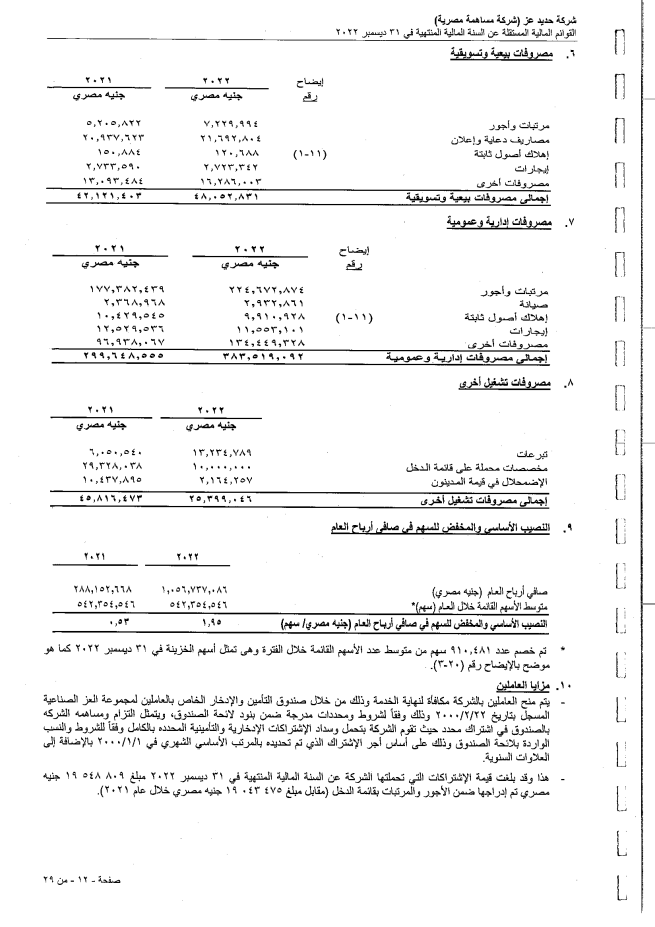 شركة حديد عز (شركة مساهمة مصرية)
القوائم المالية المستقلة عن السنة المالية المنتهية في ٣١ ديسمبر ٢٠٢٢
٦. مصروفات بيعية وتسويقية
إيضاح ٢٠٢٢ ٢٠٢١
رقم جنيه مصري جنيه مصري
مرتبات وأجور ٧,٢٢٩,٩٩٤ ٥,٢٠٥,٨٢٢
مصاريف دعاية وإعلان ٢١,٦٩٢,٨٠٤ ٢٠,٩٣٧,٦٢٣
إهلاك أصول ثابتة (١١-١) ١٢٠,٦٨٨ ١٥٠,٨٨٤
إيجارات ٢,٧٢٣,٣٤٢ ٢,٧٣٣,٥٩٠
مصروفات أخرى ١٦,٢٨٦,٠٠٣ ١٣,٠٩٣,٤٨٤
إجمالى مصروفات بيعية وتسويقية ٤٨,٠٥٢,٨٣١ ٤٢,١٢١,٤٠٣
٧. مصروفات إدارية وعمومية
إيضاح ٢٠٢٢ ٢٠٢١
رقم جنيه مصري جنيه مصري
مرتبات وأجور ٢٢٤,٦٧٢,٨٧٤ ١٧٧,٣٨٢,٤٣٩
صيانة ٢,٩٣٢,٨٦١ ٢,٣٦٨,٩٦٨
إهلاك أصول ثابتة (١١-١) ٩,٩١٠,٩٢٨ ١٠,٤٢٩,٥٤٥
إيجارات ١١,٥٥٣,١٠١ ١٢,٥٢٩,٥٣٦
مصروفات أخرى ١٣٤,٤٤٩,٣٢٨ ٩٦,٩٣٨,٠٦٧
إجمالي مصروفات إدارية وعمومية ٣٨٣,٥١٩,٠٩٢ ٢٩٩,٦٤٨,٥٥٥
٨. مصروفات تشغيل أخرى
٢٠٢٢ ٢٠٢١
جنيه مصري جنيه مصري
تبرعات ١٣,٢٣٤,٧٨٩ ٦,٠٥٠,٥٤٠
مخصصات محملة على قائمة الدخل ١٠,٠٠٠,٠٠٠ ٢٩,٣٢٨,٠٣٨
الإضمحلال في قيمة المدينون ٢,١٦٤,٢٥٧ ١٠,٤٣٧,٨٩٥
إجمالى مصروفات تشغيل أخرى ٢٥,٣٩٩,٠٤٦ ٤٥,٨١٦,٤٧٣
٩. النصيب الأساسي والمخفض للسهم في صافي أرباح العام
٢٠٢٢ ٢٠٢١
صافي أرباح العام (جنيه مصري) ١,٠٥٦,٧٣٧,٠٨٦ ٢٨٨,١٥٢,٦٦٨
متوسط الأسهم القائمة خلال العام (سهم)* ٥٤٢,٣٥٤,٥٤٦ ٥٤٢,٣٥٤,٥٤٦
النصيب الأساسي والمخفض للسهم في صافي أرباح العام (جنيه مصري/ سهم) ١,٩٥ ٠,٥٣
* تم خصم عدد ٩١٠,٤٨١ سهم من متوسط عدد الأسهم القائمة خلال الفترة وهى تمثل أسهم الخزينة في ٣١ ديسمبر ٢٠٢٢ كما هو
موضح بالإيضاح رقم (٢٠-٣).
١٠. مزايا العاملين
- يتم منح العاملين بالشركة مكافأة لنهاية الخدمة وذلك من خلال صندوق التأمين والإدخار الخاص بالعاملين لمجموعة العز الصناعية
المسجل بتاريخ ٢٠٠٠/٢/٢٢ وذلك وفقاً لشروط ومحددات مدرجة ضمن بنود لائحة الصندوق، ويتمثل التزام ومساهمه الشركه
بالصندوق في اشتراك محدد حيث تقوم الشركة بتحمل وسداد الإشتراكات الإدخارية والتأمينية المحدده بالكامل وفقاً للشروط والنسب
الواردة بلائحة الصندوق وذلك على أساس أجر الإشتراك الذي تم تحديده بالمرتب الأساسي الشهري في ٢٠٠٠/١/١ بالإضافة إلى
العلاوات السنوية.
- هذا وقد بلغت قيمة الإشتراكات التي تحملتها الشركة عن السنة المالية المنتهية في ٣١ ديسمبر ٢٠٢٢ مبلغ ٨٠٩ ٥٤٨ ١٩ جنيه
مصري تم إدراجها ضمن الأجور والمرتبات بقائمة الدخل (مقابل مبلغ ٤٧٥ ٠٤٣ ١٩ جنيه مصري خلال عام ٢٠٢١).
صفحة - ١٢ - من ٢٩